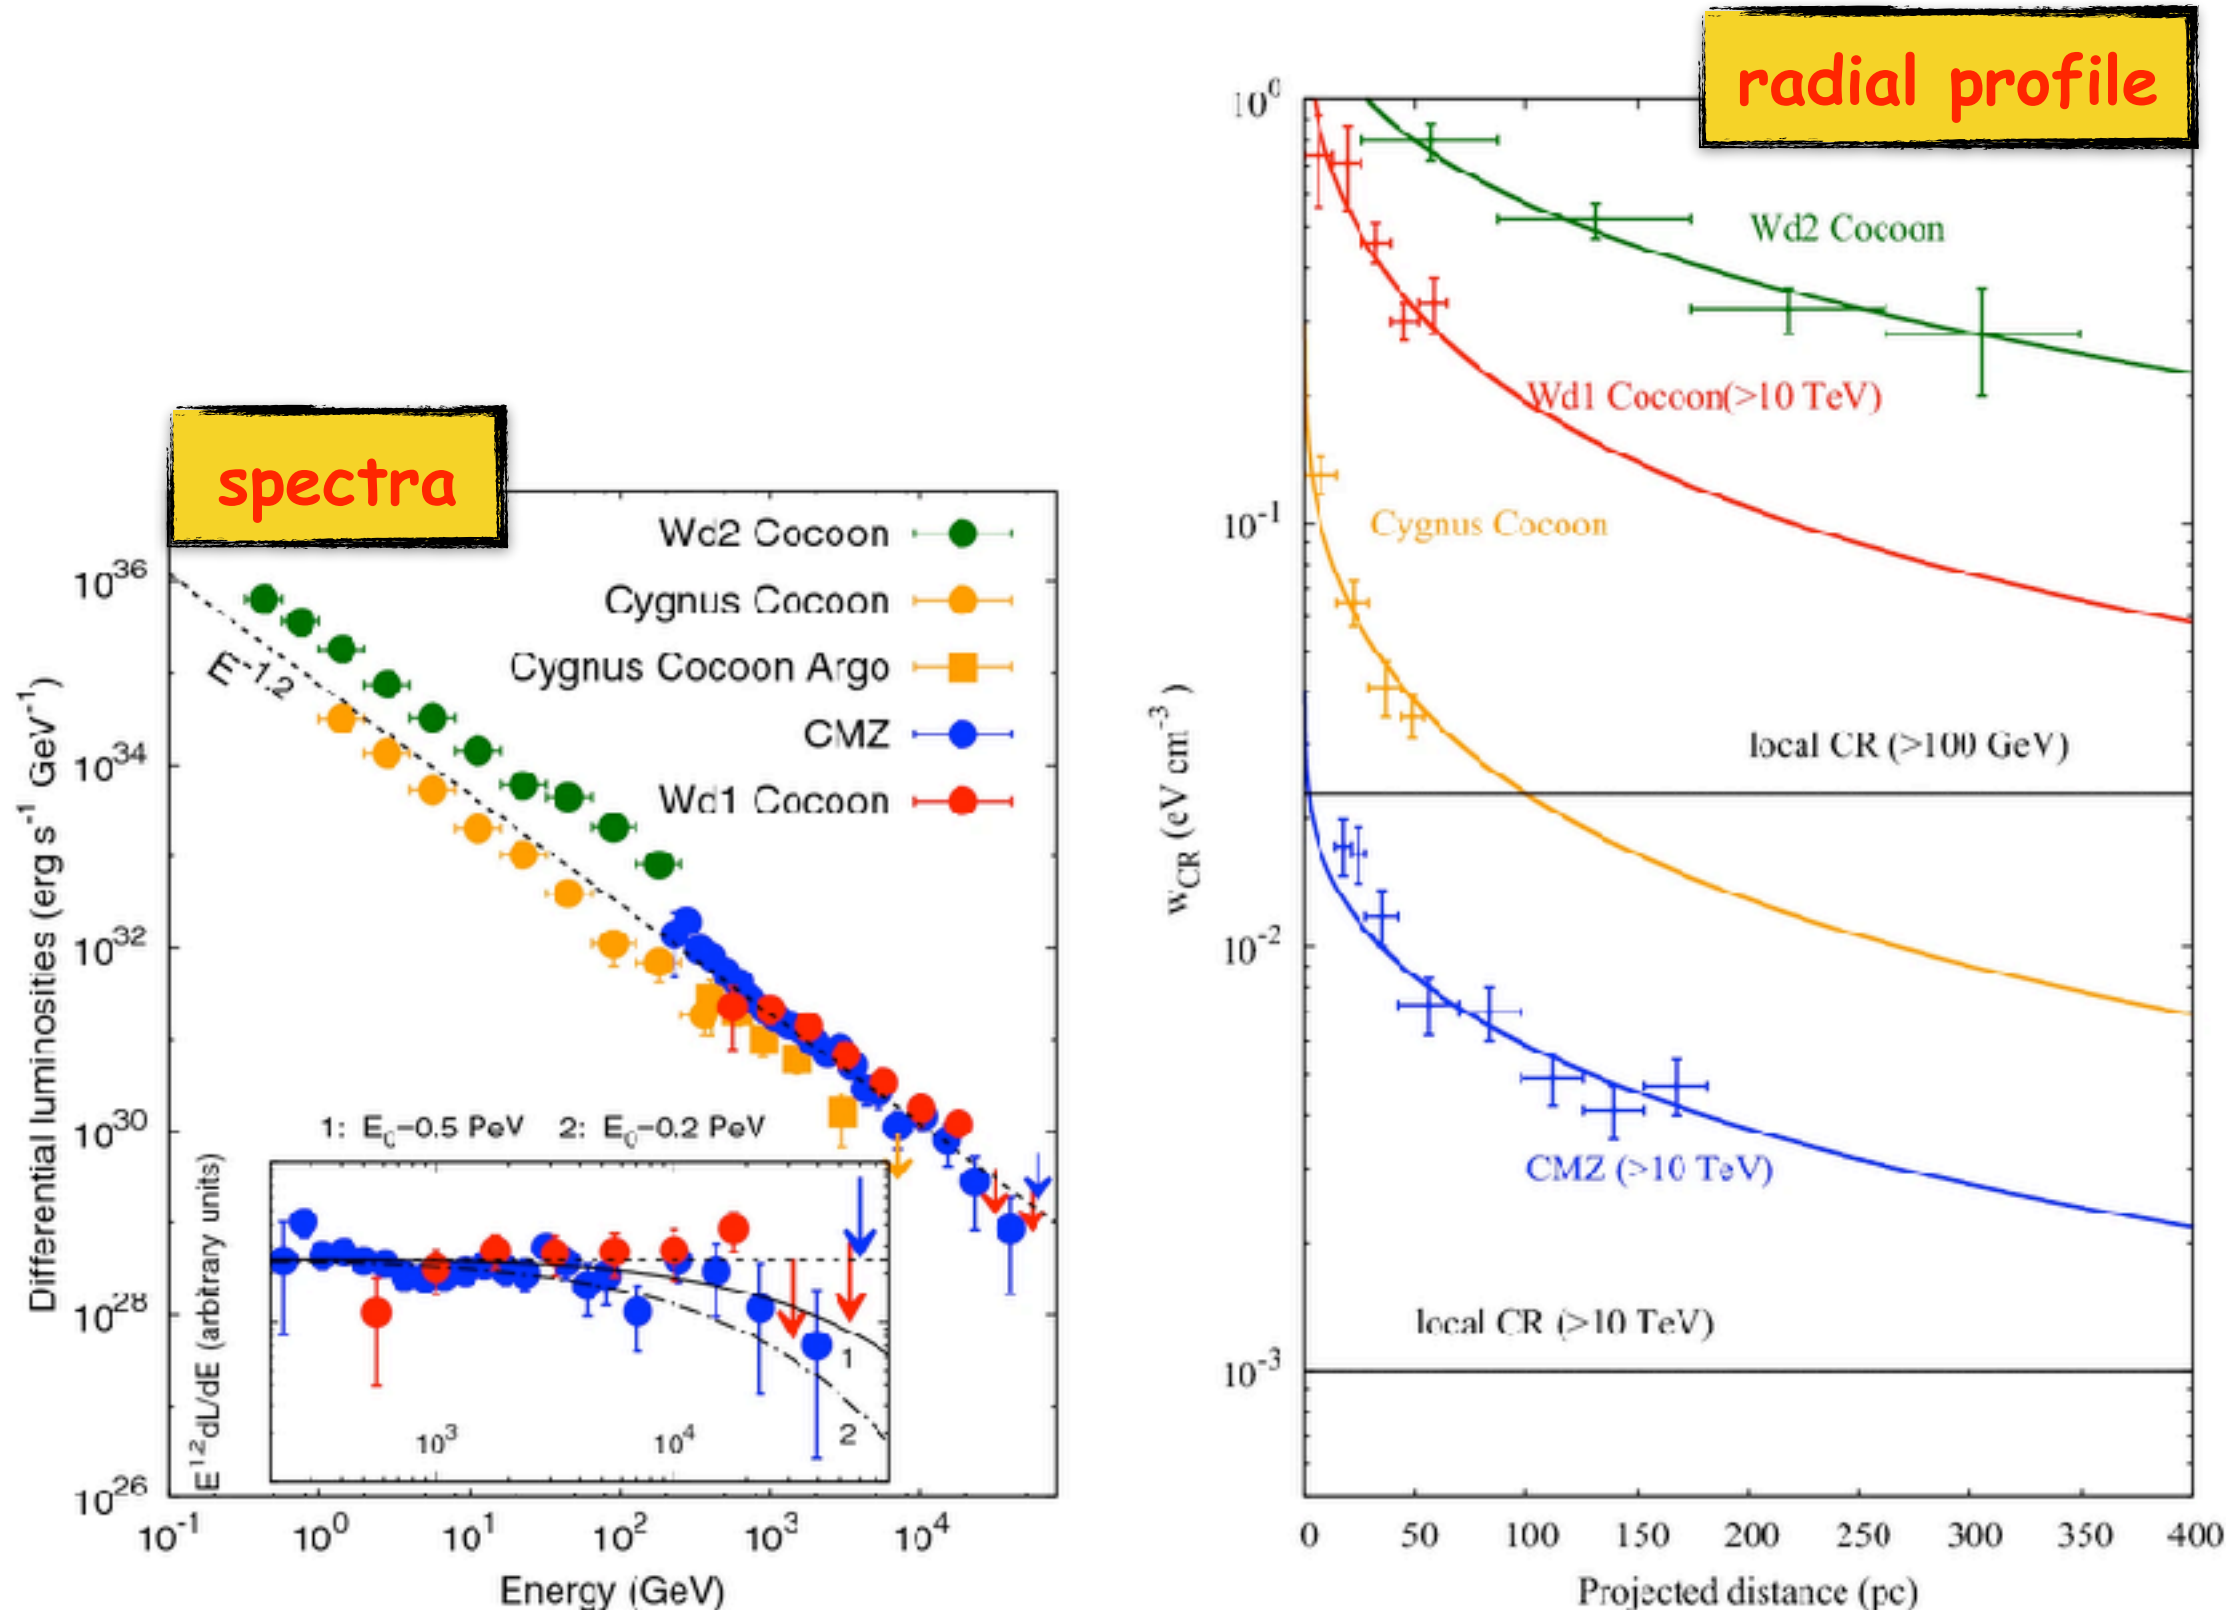 radial profile
spectra
Wd2 Cocoon
Cygnus Cocoon
Cygnus Cocoon Argo
CMZ
Wd1 Cocoon
E^-1.2
Differential luminosities (erg s^-1 GeV^-1)
10^36
10^34
10^32
10^30
10^28
10^26
1: E_0-0.5 PeV 2: E_0-0.2 PeV
E^1.2 dL/dE (arbitrary units)
1
2
10^3 10^4
10^-1 10^0 10^1 10^2 10^3 10^4
Energy (GeV)
w_CR (eV cm^-3)
10^0
10^-1
10^-2
10^-3
Wd2 Cocoon
Wd1 Cocoon(>10 TeV)
Cygnus Cocoon
local CR (>100 GeV)
CMZ (>10 TeV)
local CR (>10 TeV)
0 50 100 150 200 250 300 350 400
Projected distance (pc)